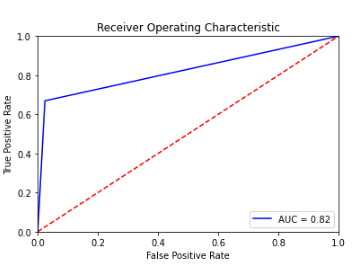 Receiver Operating Characteristic
1.0
0.8
0.6
0.4
0.2
0.0
True Positive Rate
AUC = 0.82
0.0 0.2 0.4 0.6 0.8 1.0
False Positive Rate